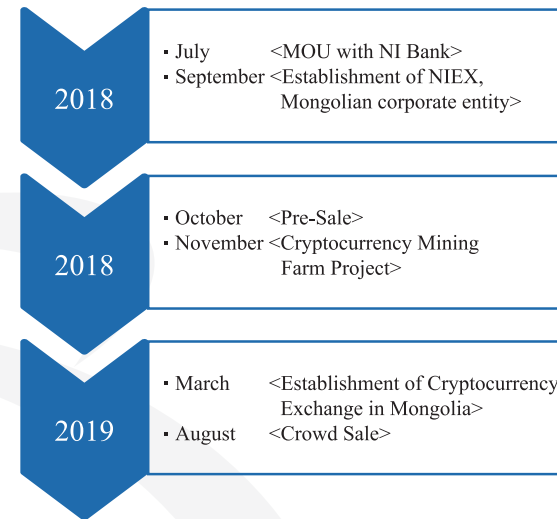 2018
▪ July <MOU with NI Bank>
▪ September <Establishment of NIEX,
Mongolian corporate entity>
2018
▪ October <Pre-Sale>
▪ November <Cryptocurrency Mining
Farm Project>
2019
▪ March <Establishment of Cryptocurrency
Exchange in Mongolia>
▪ August <Crowd Sale>